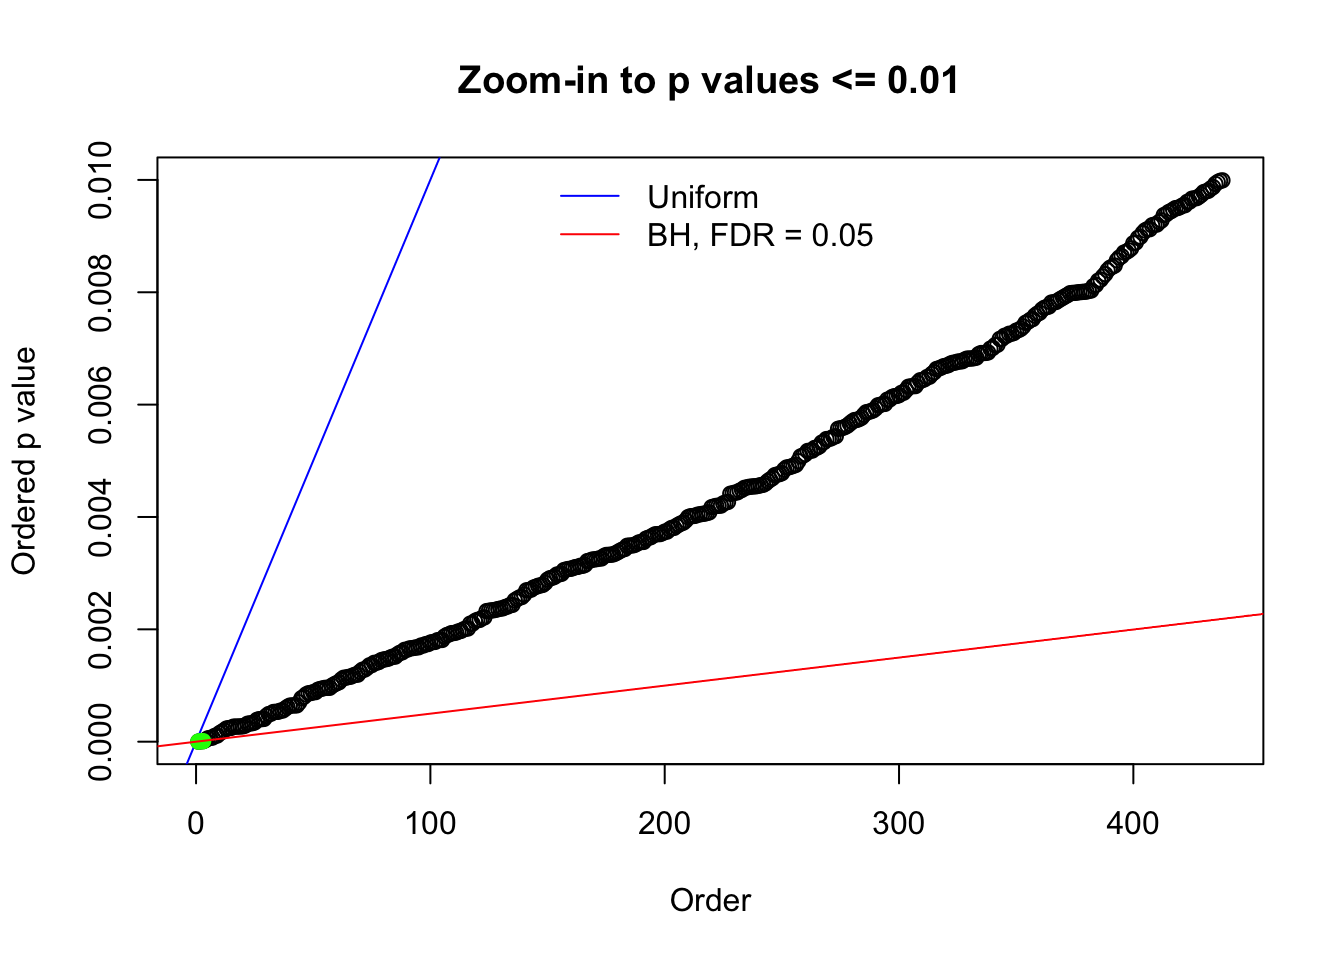 Zoom-in to p values <= 0.01
Uniform
BH, FDR = 0.05
Ordered p value
0.010
0.008
0.006
0.004
0.002
0.000
0 100 200 300 400
Order